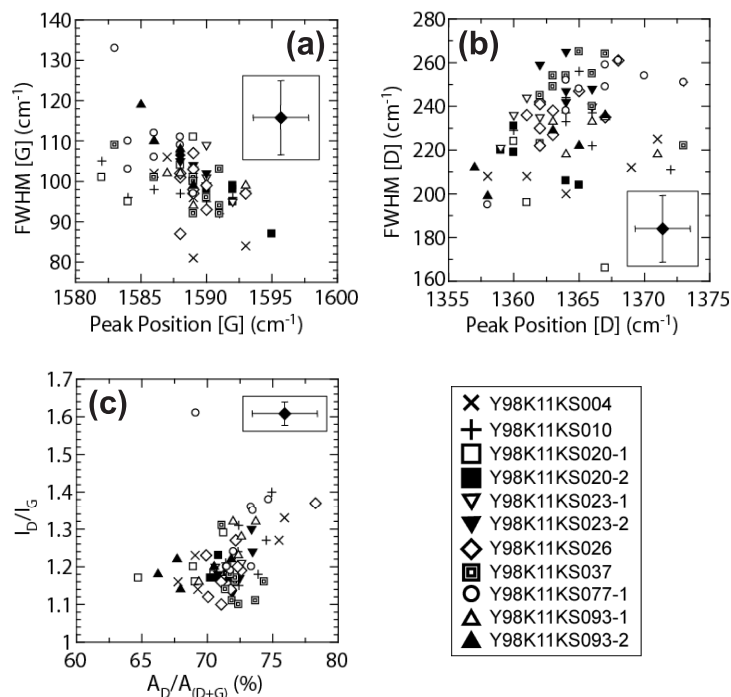 (a)
140
130
120
110
100
90
80
70
1580
1585
1590
1595
1600
FWHM [G] (cm⁻¹)
Peak Position [G] (cm⁻¹)
(b)
280
260
240
220
200
180
160
1355
1360
1365
1370
1375
FWHM [D] (cm⁻¹)
Peak Position [D] (cm⁻¹)
(c)
1.7
1.6
1.5
1.4
1.3
1.2
1.1
1
60
65
70
75
80
I_D/I_G
A_D/A_(D+G) (%)
Y98K11KS004
Y98K11KS010
Y98K11KS020-1
Y98K11KS020-2
Y98K11KS023-1
Y98K11KS023-2
Y98K11KS026
Y98K11KS037
Y98K11KS077-1
Y98K11KS093-1
Y98K11KS093-2